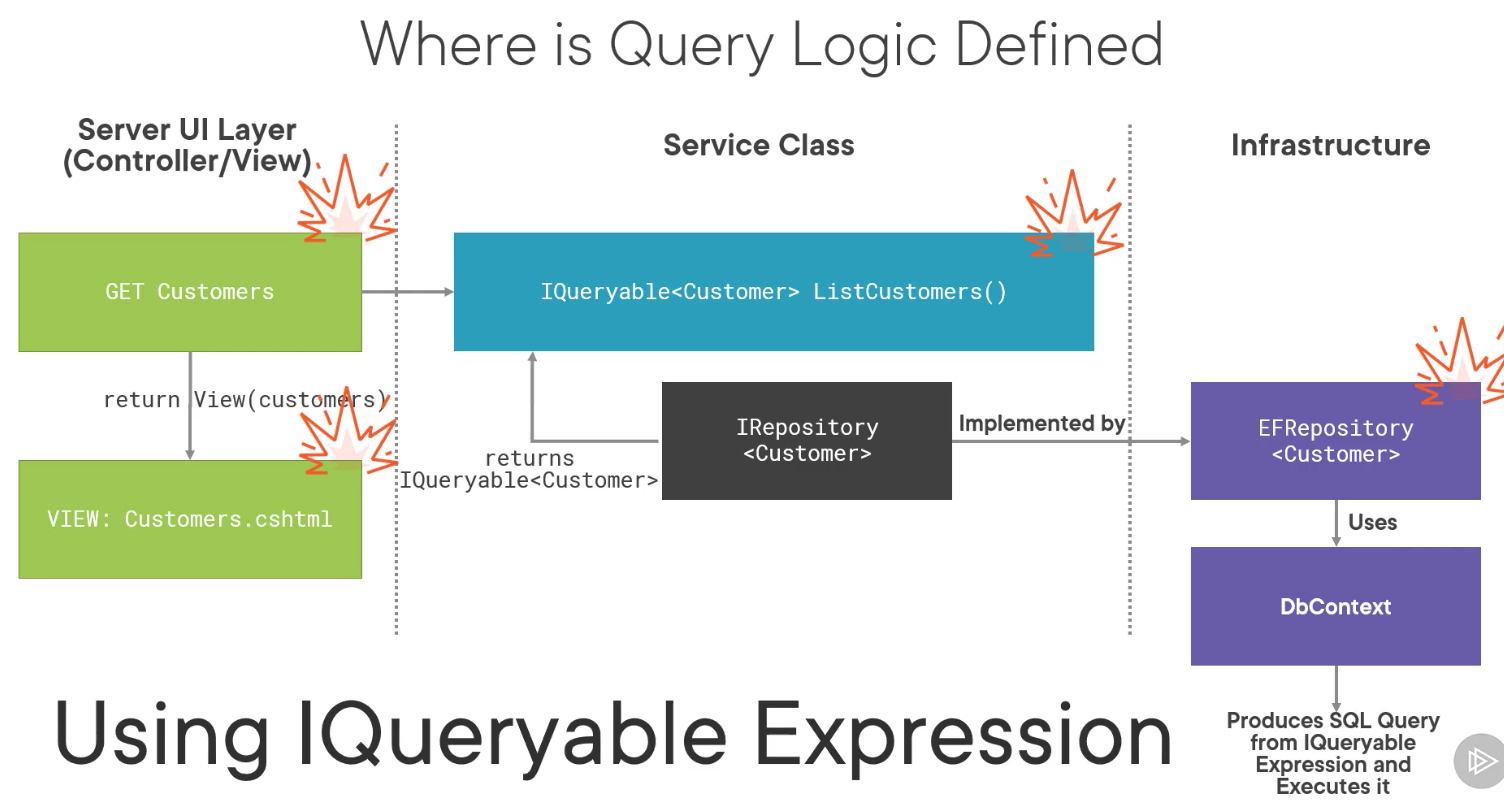 Where is Query Logic Defined
Server UI Layer
(Controller/View)
Service Class
Infrastructure
GET Customers
IQueryable<Customer> ListCustomers()
return View(customers)
IRepository
<Customer>
Implemented by
EFRepository
<Customer>
returns
IQueryable<Customer>
VIEW: Customers.cshtml
Uses
DbContext
Using IQueryable Expression
Produces SQL Query
from IQueryable
Expression and
Executes it